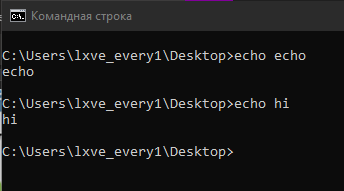 Командная строка
C:\Users\lxve_every1\Desktop>echo echo
echo
C:\Users\lxve_every1\Desktop>echo hi
hi
C:\Users\lxve_every1\Desktop>